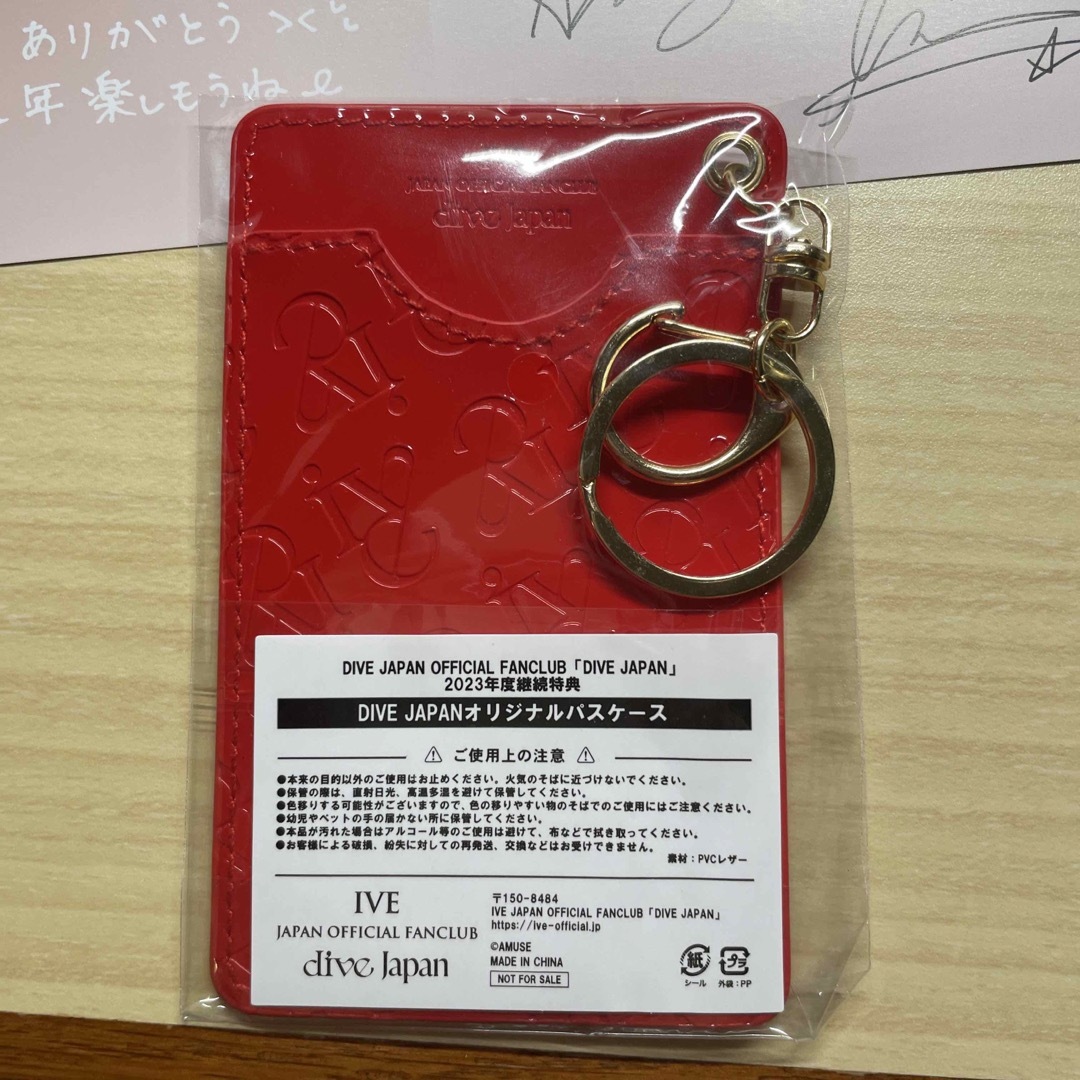 ありがとう
年 楽しもうね
JAPAN OFFICIAL FANCLUB
dive Japan
DIVE JAPAN OFFICIAL FANCLUB「DIVE JAPAN」
2023年度継続特典
DIVE JAPANオリジナルパスケース
⚠ ご使用上の注意 ⚠
●本来の目的以外のご使用はお止めください。火気のそばに近づけないでください。
●保管の際は、直射日光、高温多湿を避けて保管してください。
●色移りする可能性がございますので、色の移りやすい物のそばでのご使用にはご注意ください。
●幼児やペットの手の届かない所に保管してください。
●本品が汚れた場合はアルコール等のご使用は避けて、布などで拭き取ってください。
●お客様による破損、紛失に対しての再発送、交換などはお受けできません。
素材：PVCレザー
IVE
JAPAN OFFICIAL FANCLUB
dive Japan
〒150-8484
IVE JAPAN OFFICIAL FANCLUB「DIVE JAPAN」
https://ive-official.jp
©AMUSE
MADE IN CHINA
NOT FOR SALE
紙
シール
プラ
外袋：PP